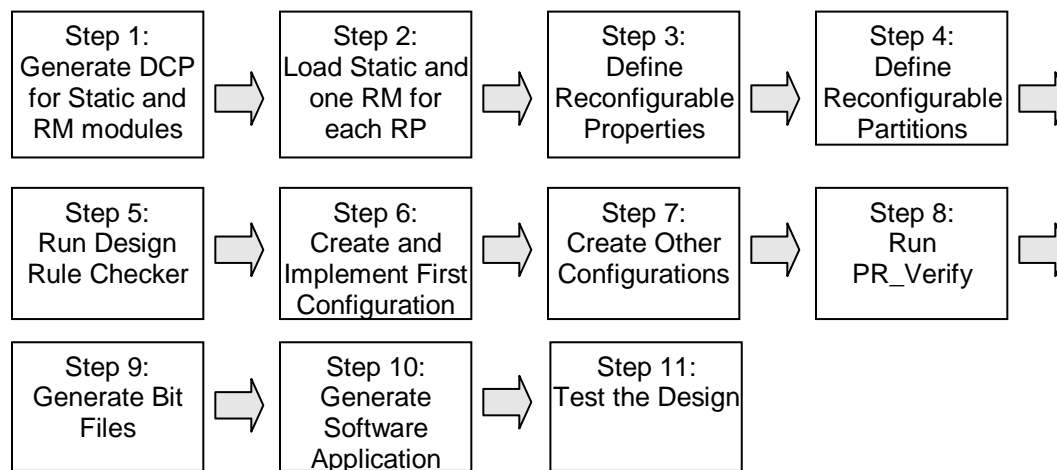 Step 1:
Generate DCP
for Static and
RM modules
Step 2:
Load Static and
one RM for
each RP
Step 3:
Define
Reconfigurable
Properties
Step 4:
Define
Reconfigurable
Partitions
Step 5:
Run Design
Rule Checker
Step 6:
Create and
Implement First
Configuration
Step 7:
Create Other
Configurations
Step 8:
Run
PR_Verify
Step 9:
Generate Bit
Files
Step 10:
Generate
Software
Application
Step 11:
Test the Design